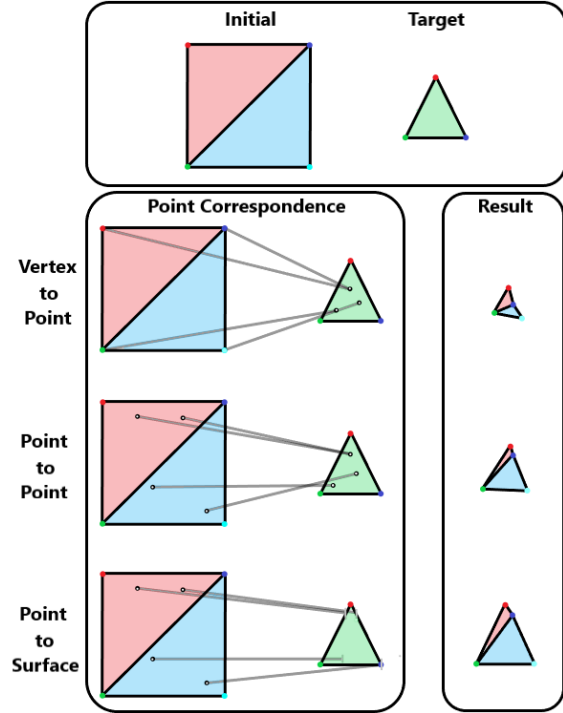 Initial
Target
Point Correspondence
Result
Vertex
to
Point
Point
to
Point
Point
to
Surface